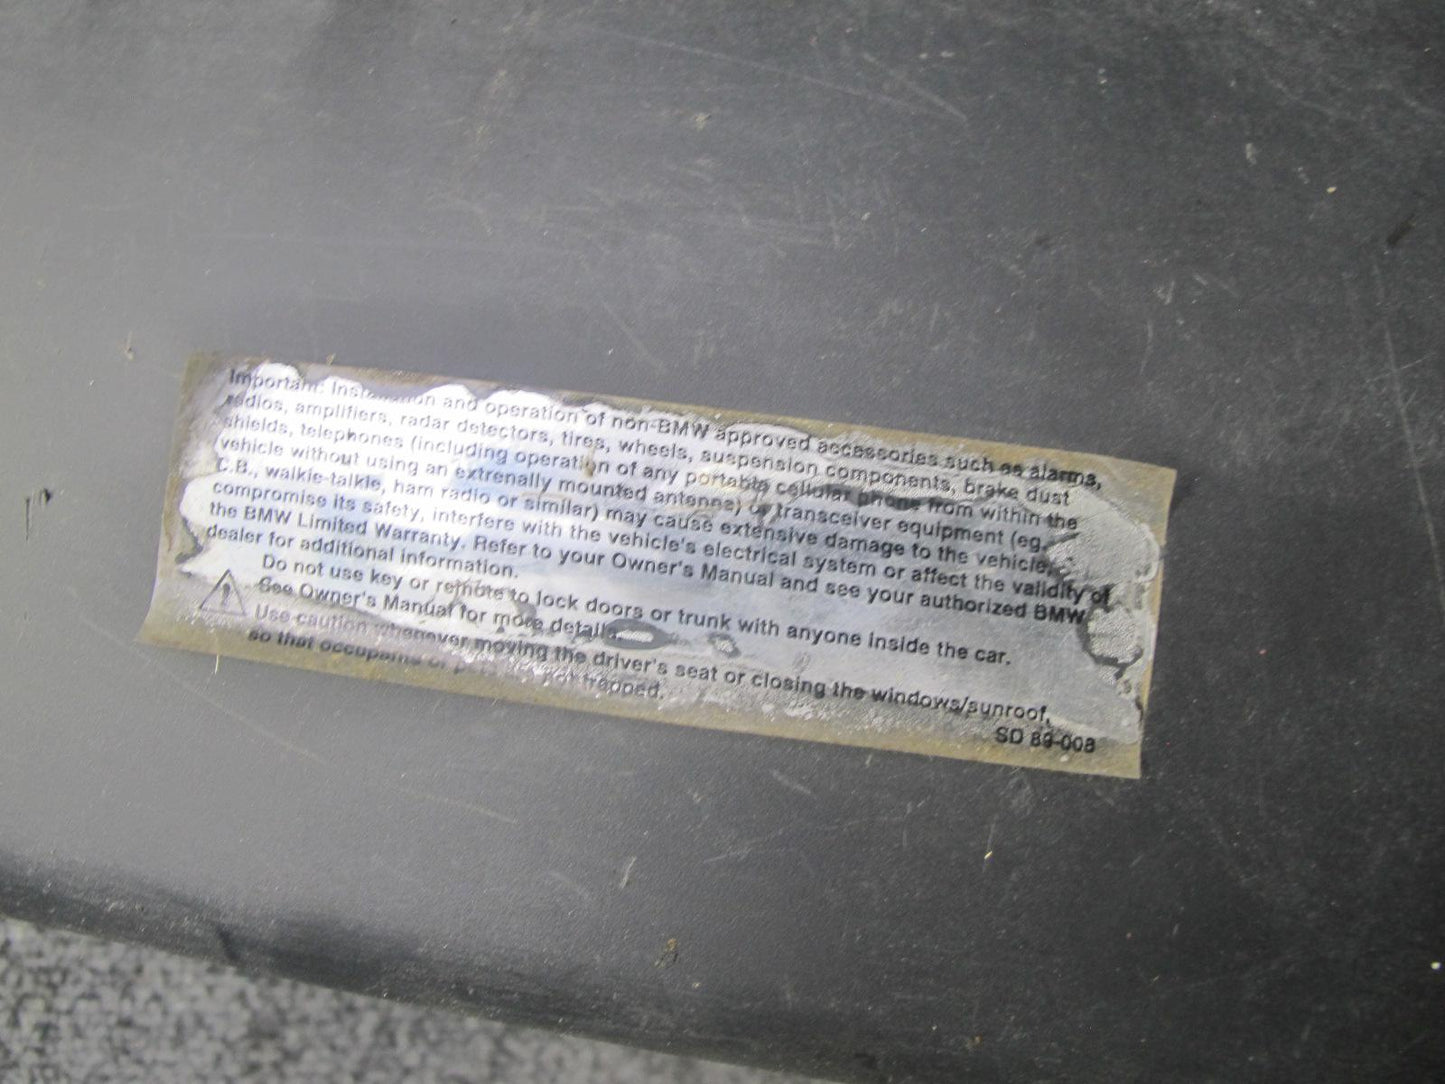 Important: Installation and operation of non-BMW approved accessories such as alarms,
radios, amplifiers, radar detectors, tires, wheels, suspension components, brake dust
shields, telephones (including operation of any portable cellular phone from within the
vehicle without using an extrenally mounted antenna) or transceiver equipment (eg.
C.B., walkie-talkie, ham radio or similar) may cause extensive damage to the vehicle,
compromise its safety, interfere with the vehicle's electrical system or affect the validity of
the BMW Limited Warranty. Refer to your Owner's Manual and see your authorized BMW
dealer for additional information.
Do not use key or remote to lock doors or trunk with anyone inside the car.
See Owner's Manual for more details.
Use caution whenever moving the driver's seat or closing the windows/sunroof,
so that occupants or not trapped.
SD 89-008